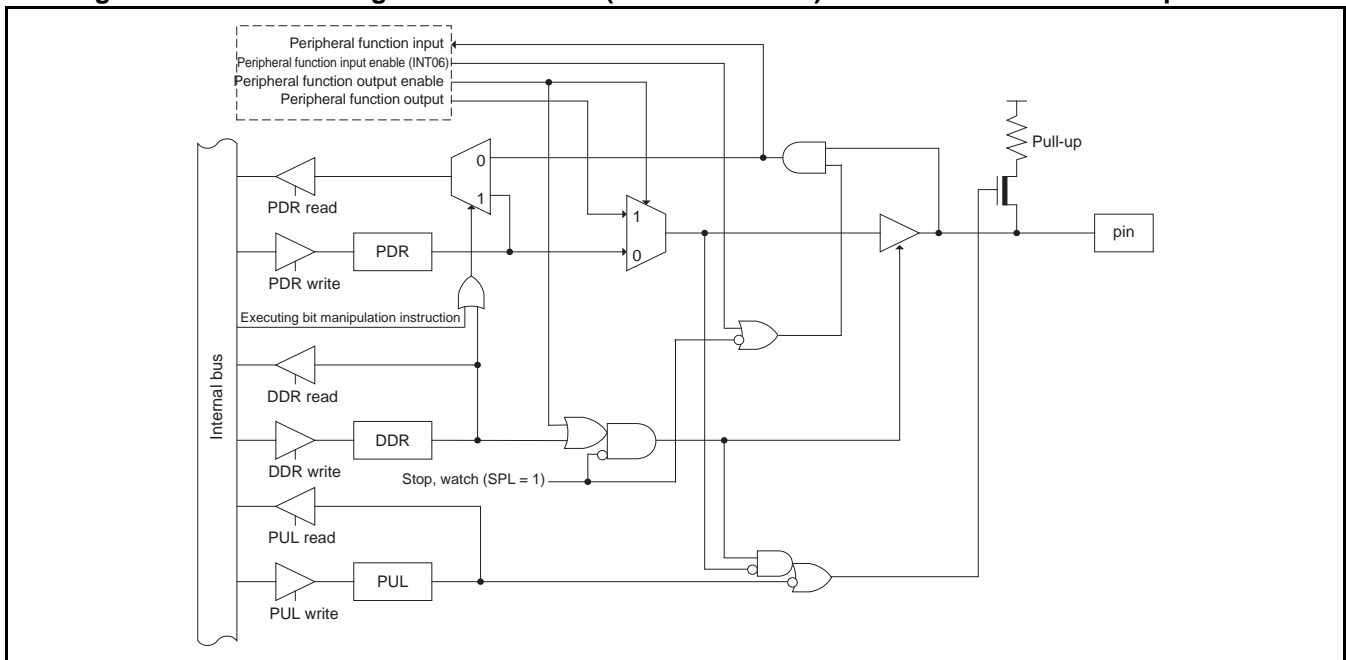 Peripheral function input
Peripheral function input enable (INT06)
Peripheral function output enable
Peripheral function output
Pull-up
0
1
PDR read
1
pin
PDR
0
PDR write
Executing bit manipulation instruction
Internal bus
DDR read
DDR
DDR write
Stop, watch (SPL = 1)
PUL read
PUL
PUL write